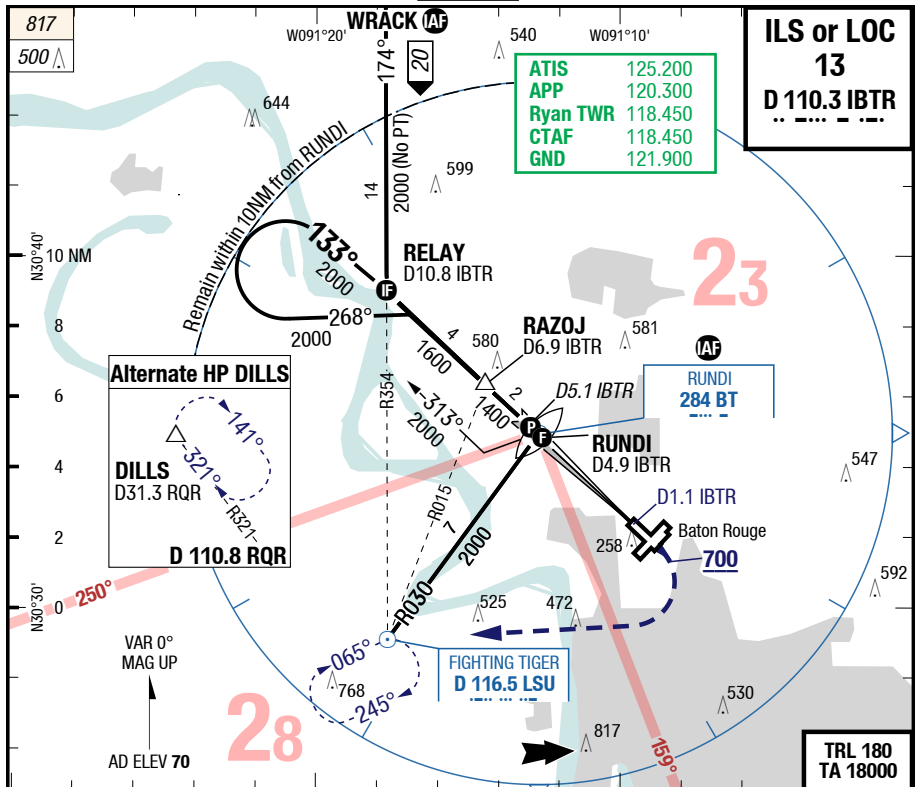 817
500
WRACK IAF
W091°20'
W091°10'
174°
20
540
644
14
2000 (No PT)
599
ATIS 125.200
APP 120.300
Ryan TWR 118.450
CTAF 118.450
GND 121.900
ILS or LOC
13
D 110.3 IBTR
Remain within 10NM from RUNDI
N30°40'
10 NM
8
6
4
2
0
N30°30'
133°
2000
RELAY
D10.8 IBTR
IF
268°
2000
23
4
1600
580
RAZOJ
D6.9 IBTR
581
IAF
RUNDI
284 BT
2
1400
D5.1 IBTR
P
F
RUNDI
D4.9 IBTR
313°
2000
R354
R015
Alternate HP DILLS
141°
321°
DILLS
D31.3 RQR
R321
D 110.8 RQR
547
D1.1 IBTR
Baton Rouge
258
700
7
2000
R030
250°
592
525
472
VAR 0°
MAG UP
AD ELEV 70
065°
768
245°
28
FIGHTING TIGER
D 116.5 LSU
530
817
159°
TRL 180
TA 18000